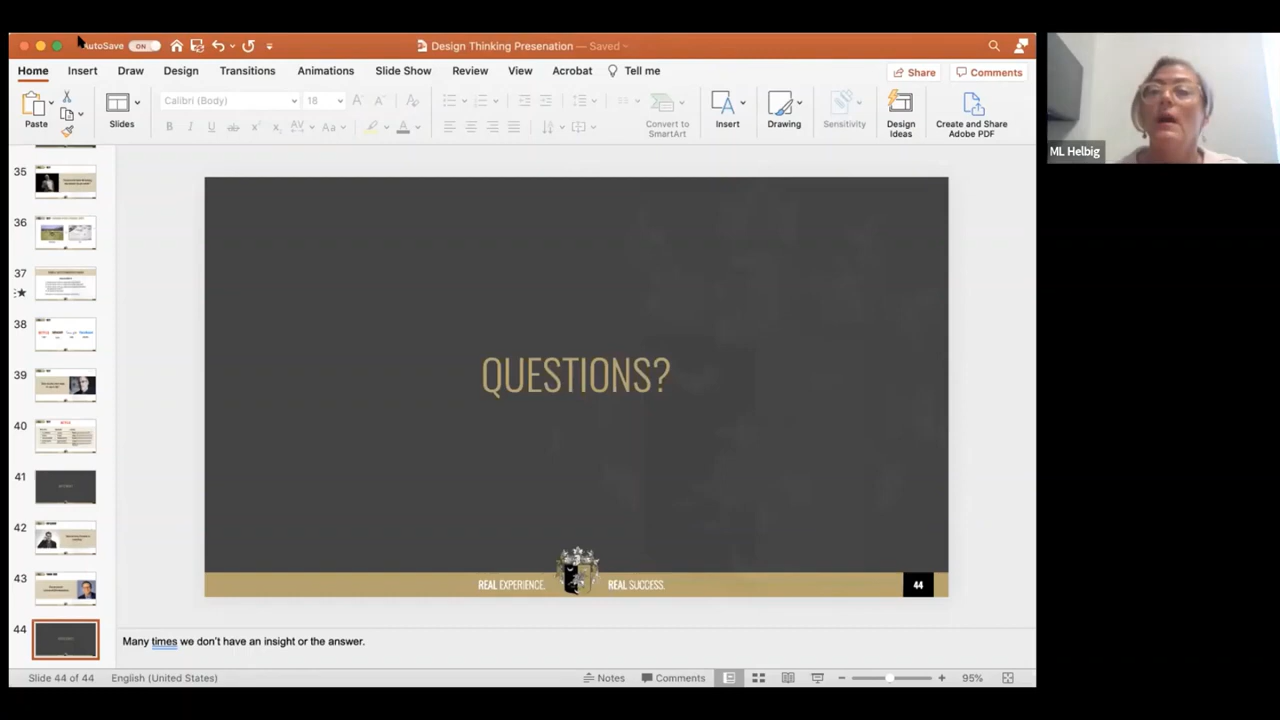 AutoSave ON Design Thinking Presenation — Saved
Home Insert Draw Design Transitions Animations Slide Show Review View Acrobat Tell me Share Comments
Calibri (Body) 18
Paste Slides Convert to SmartArt Insert Drawing Sensitivity Design Ideas Create and Share Adobe PDF
ML Helbig
35
36
37
38
39
40
41
42
43
44
QUESTIONS?
REAL EXPERIENCE. REAL SUCCESS. 44
Many times we don't have an insight or the answer.
Slide 44 of 44 English (United States) Notes Comments 95%